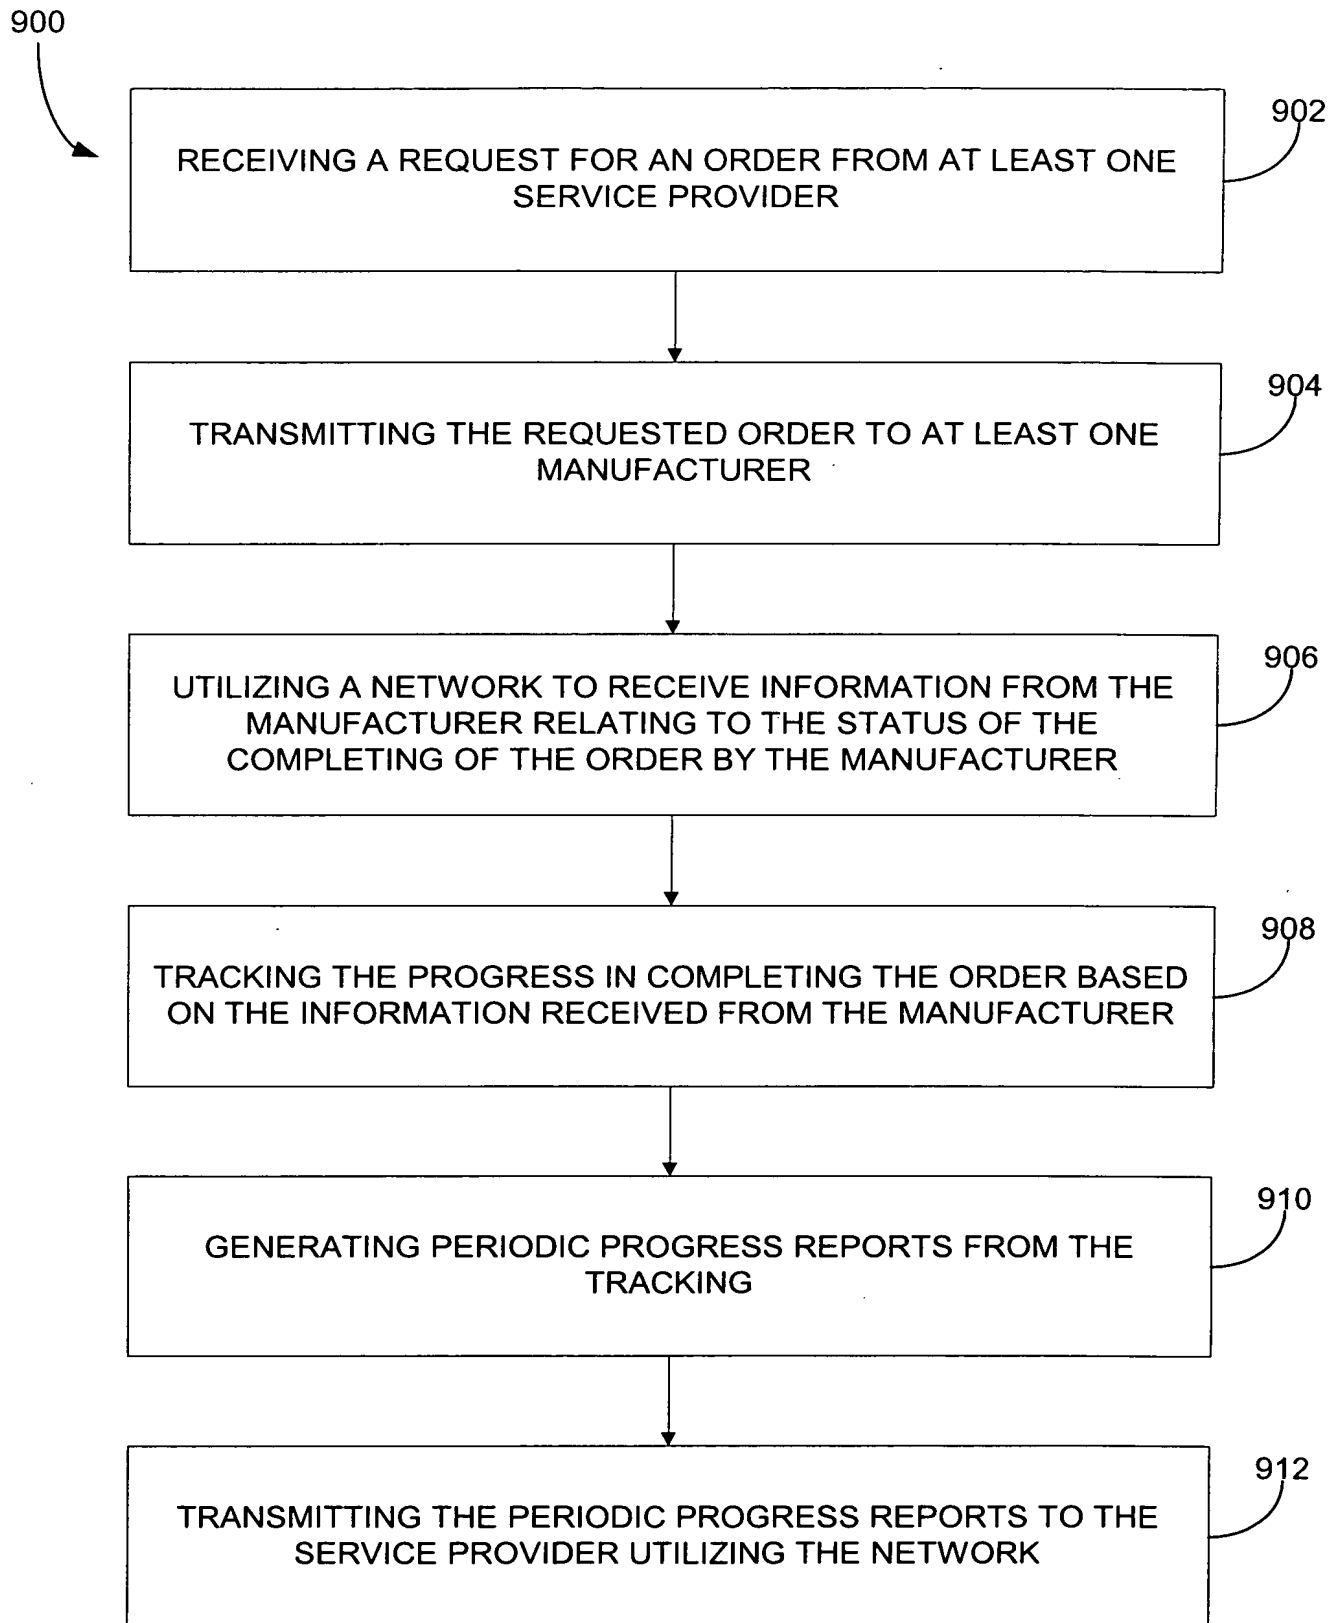 900
902
RECEIVING A REQUEST FOR AN ORDER FROM AT LEAST ONE
SERVICE PROVIDER
904
TRANSMITTING THE REQUESTED ORDER TO AT LEAST ONE
MANUFACTURER
906
UTILIZING A NETWORK TO RECEIVE INFORMATION FROM THE
MANUFACTURER RELATING TO THE STATUS OF THE
COMPLETING OF THE ORDER BY THE MANUFACTURER
908
TRACKING THE PROGRESS IN COMPLETING THE ORDER BASED
ON THE INFORMATION RECEIVED FROM THE MANUFACTURER
910
GENERATING PERIODIC PROGRESS REPORTS FROM THE
TRACKING
912
TRANSMITTING THE PERIODIC PROGRESS REPORTS TO THE
SERVICE PROVIDER UTILIZING THE NETWORK